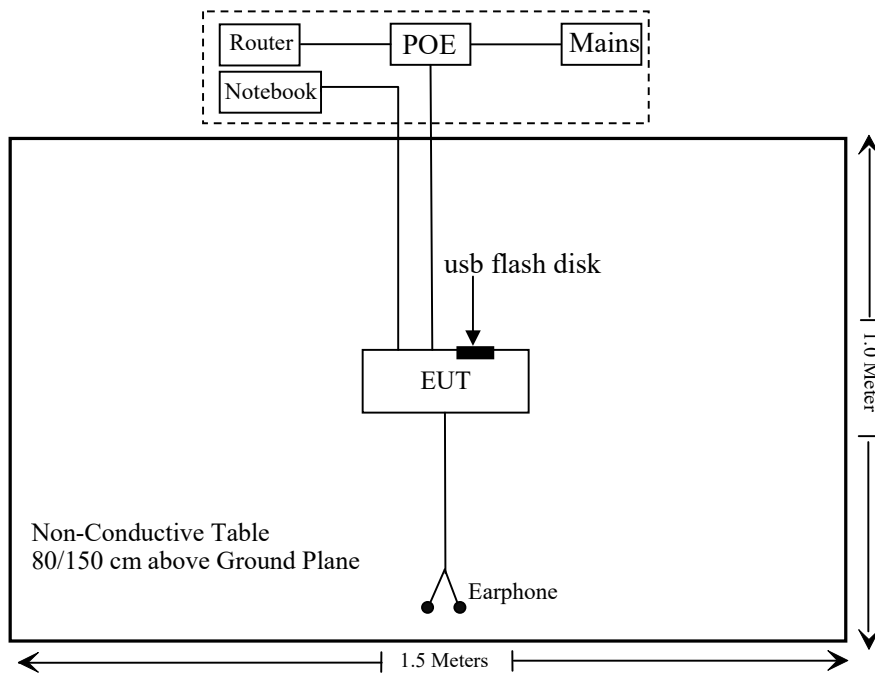 Router
POE
Mains
Notebook
usb flash disk
EUT
1.0 Meter
Non-Conductive Table
80/150 cm above Ground Plane
Earphone
1.5 Meters